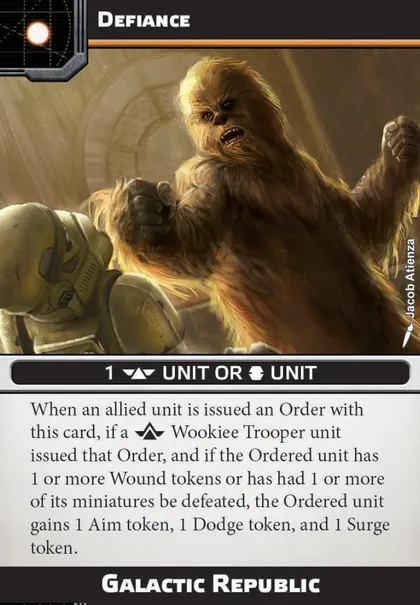 Defiance
Jacob Atienza
1 UNIT OR UNIT
When an allied unit is issued an Order with
this card, if a Wookiee Trooper unit
issued that Order, and if the Ordered unit has
1 or more Wound tokens or has had 1 or more
of its miniatures be defeated, the Ordered unit
gains 1 Aim token, 1 Dodge token, and 1 Surge
token.
Galactic Republic